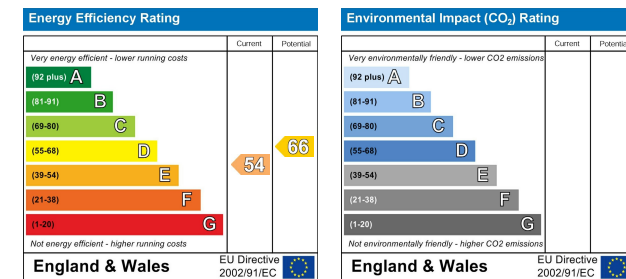 Energy Efficiency Rating
Current Potential
Very energy efficient - lower running costs
(92 plus) A
(81-91) B
(69-80) C
(55-68) D
(39-54) E
(21-38) F
(1-20) G
54
66
Not energy efficient - higher running costs
England & Wales
EU Directive
2002/91/EC
Environmental Impact (CO₂) Rating
Current Potential
Very environmentally friendly - lower CO2 emissions
(92 plus) A
(81-91) B
(69-80) C
(55-68) D
(39-54) E
(21-38) F
(1-20) G
Not environmentally friendly - higher CO2 emissions
England & Wales
EU Directive
2002/91/EC